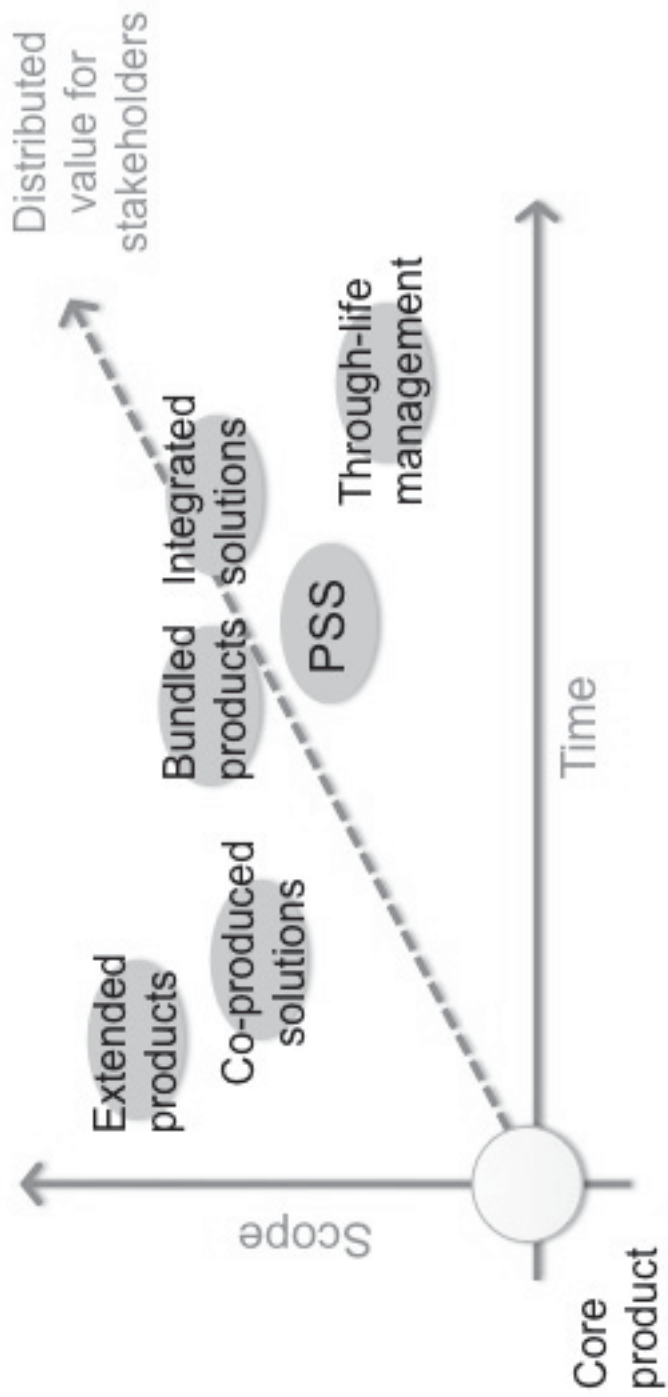 Distributed
value for
stakeholders
Extended
products
Bundled
products
Integrated
solutions
Co-produced
solutions
PSS
Through-life
management
Scope
Time
Core
product